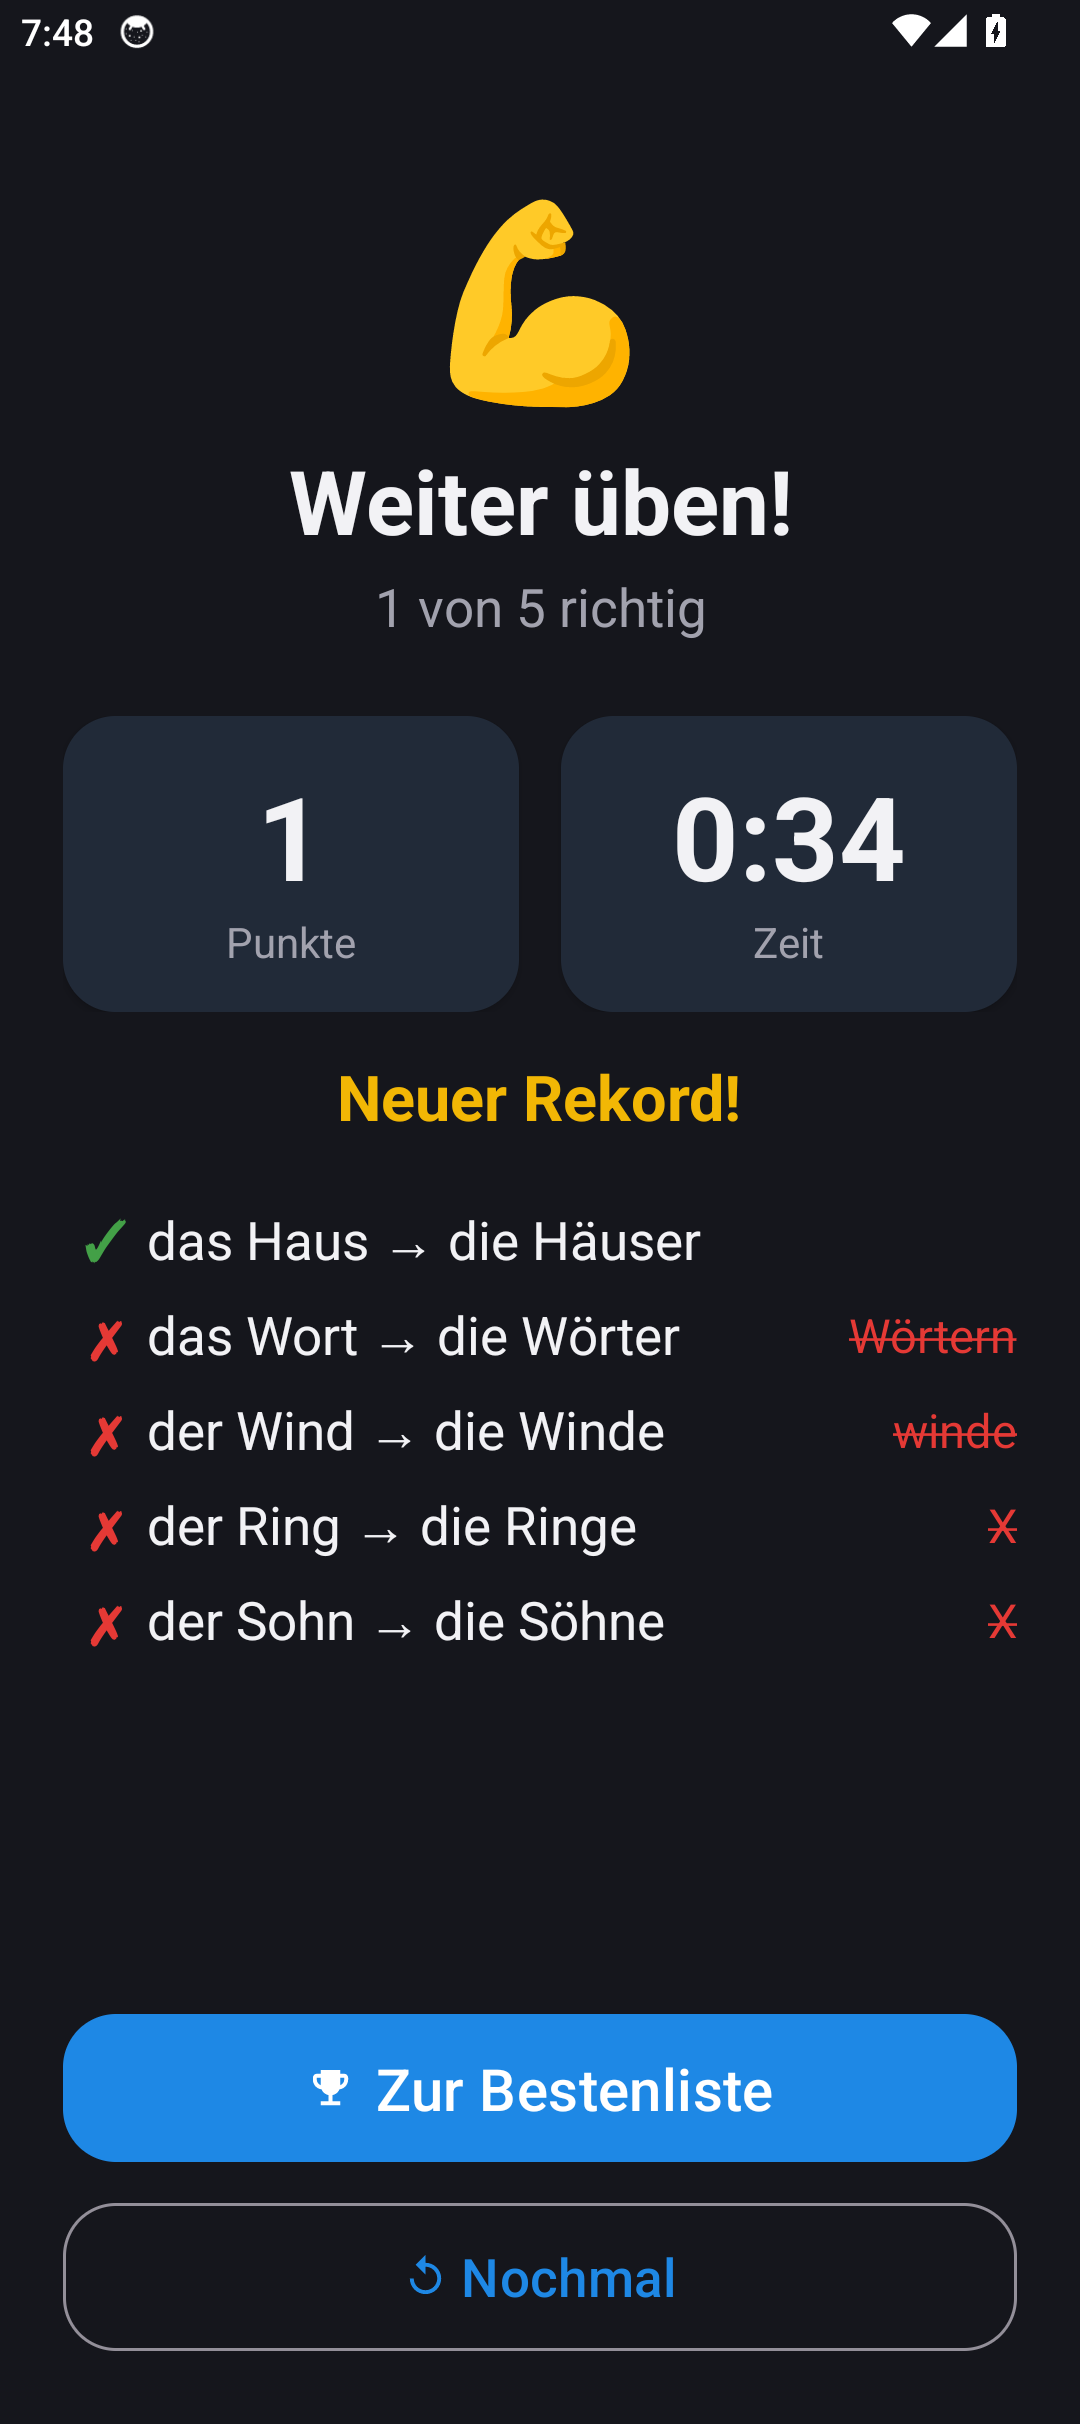 7:48
Weiter üben!
1 von 5 richtig
1
Punkte
0:34
Zeit
Neuer Rekord!
✓ das Haus → die Häuser
✗ das Wort → die Wörter Wörtern
✗ der Wind → die Winde winde
✗ der Ring → die Ringe X
✗ der Sohn → die Söhne X
Zur Bestenliste
Nochmal